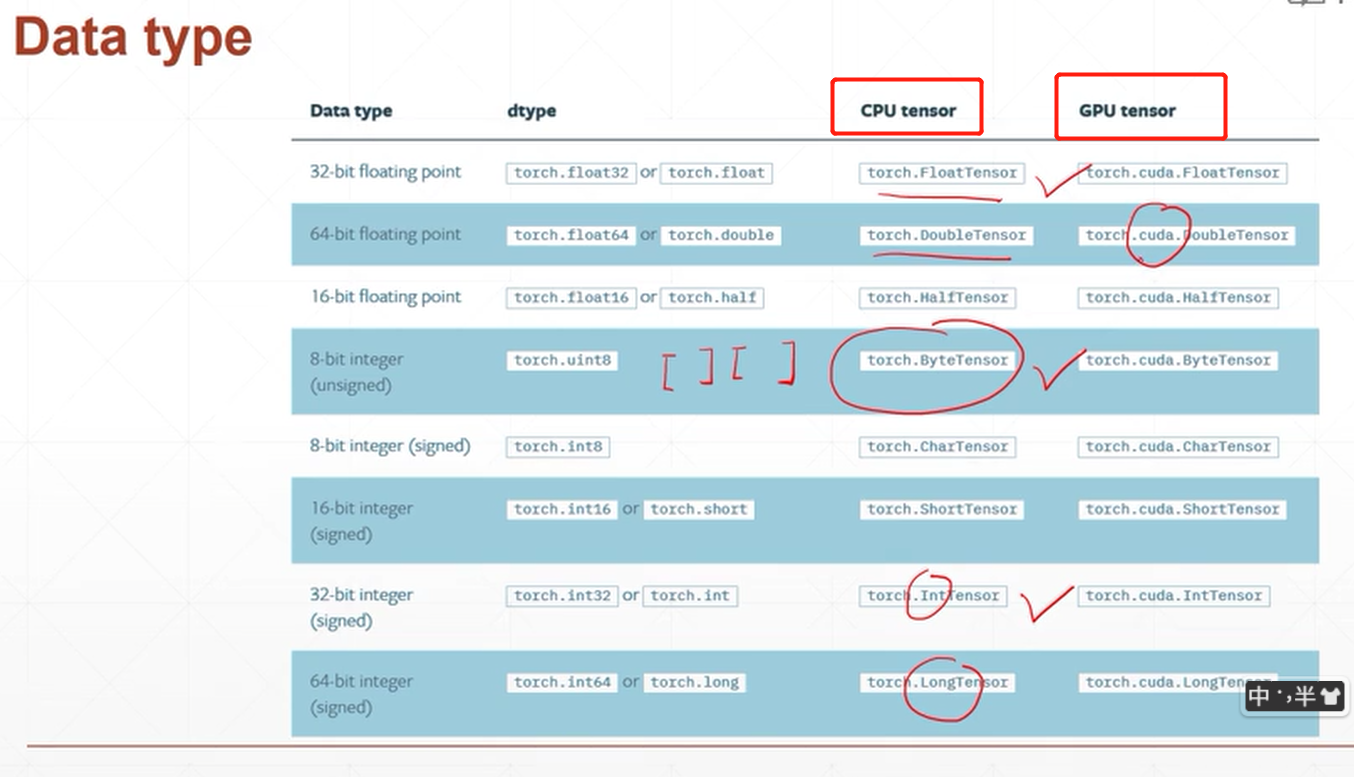 Data type
Data type dtype CPU tensor GPU tensor
32-bit floating point torch.float32 or torch.float torch.FloatTensor torch.cuda.FloatTensor
64-bit floating point torch.float64 or torch.double torch.DoubleTensor torch.cuda.DoubleTensor
16-bit floating point torch.float16 or torch.half torch.HalfTensor torch.cuda.HalfTensor
8-bit integer torch.uint8 [ ] [ ] torch.ByteTensor torch.cuda.ByteTensor
(unsigned)
8-bit integer (signed) torch.int8 torch.CharTensor torch.cuda.CharTensor
16-bit integer torch.int16 or torch.short torch.ShortTensor torch.cuda.ShortTensor
(signed)
32-bit integer torch.int32 or torch.int torch.IntTensor torch.cuda.IntTensor
(signed)
64-bit integer torch.int64 or torch.long torch.LongTensor torch.cuda.LongTen
(signed)
中 半